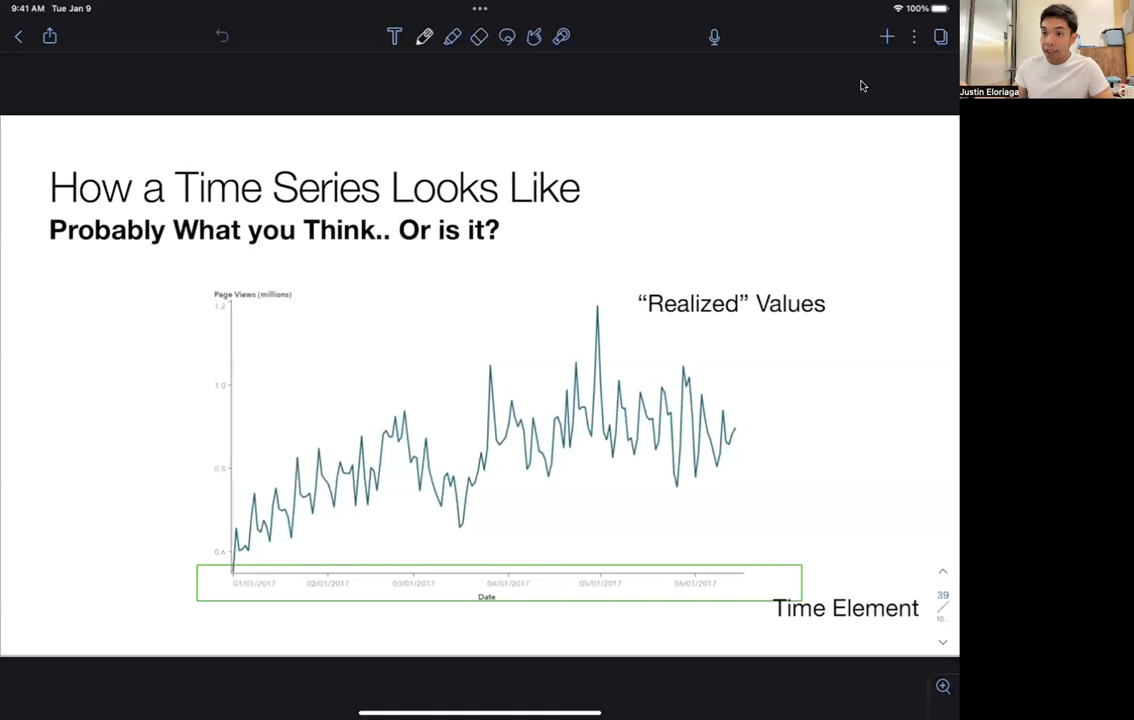 9:41 AM Tue Jan 9
100%
Justin Eloriaga
How a Time Series Looks Like
Probably What you Think.. Or is it?
Page Views (millions)
“Realized” Values
1.2
1.0
0.8
0.6
01/01/2017 02/01/2017 03/01/2017 04/01/2017 05/01/2017 06/01/2017
Date
Time Element
39